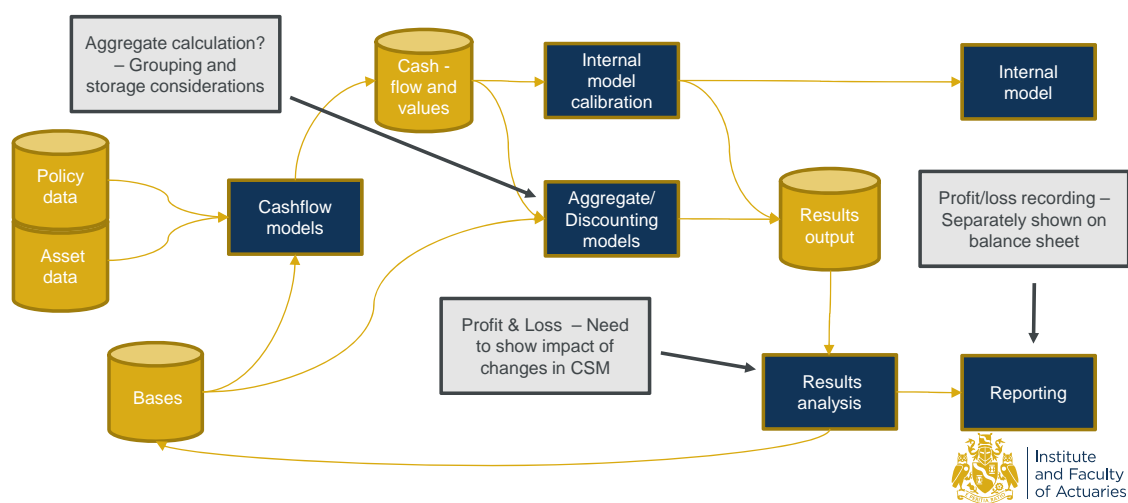 Aggregate calculation?
– Grouping and
storage considerations
Cash -
flow and
values
Internal
model
calibration
Internal
model
Policy
data
Asset
data
Cashflow
models
Aggregate/
Discounting
models
Results
output
Profit/loss recording –
Separately shown on
balance sheet
Profit & Loss – Need
to show impact of
changes in CSM
Bases
Results
analysis
Reporting
Institute
and Faculty
of Actuaries